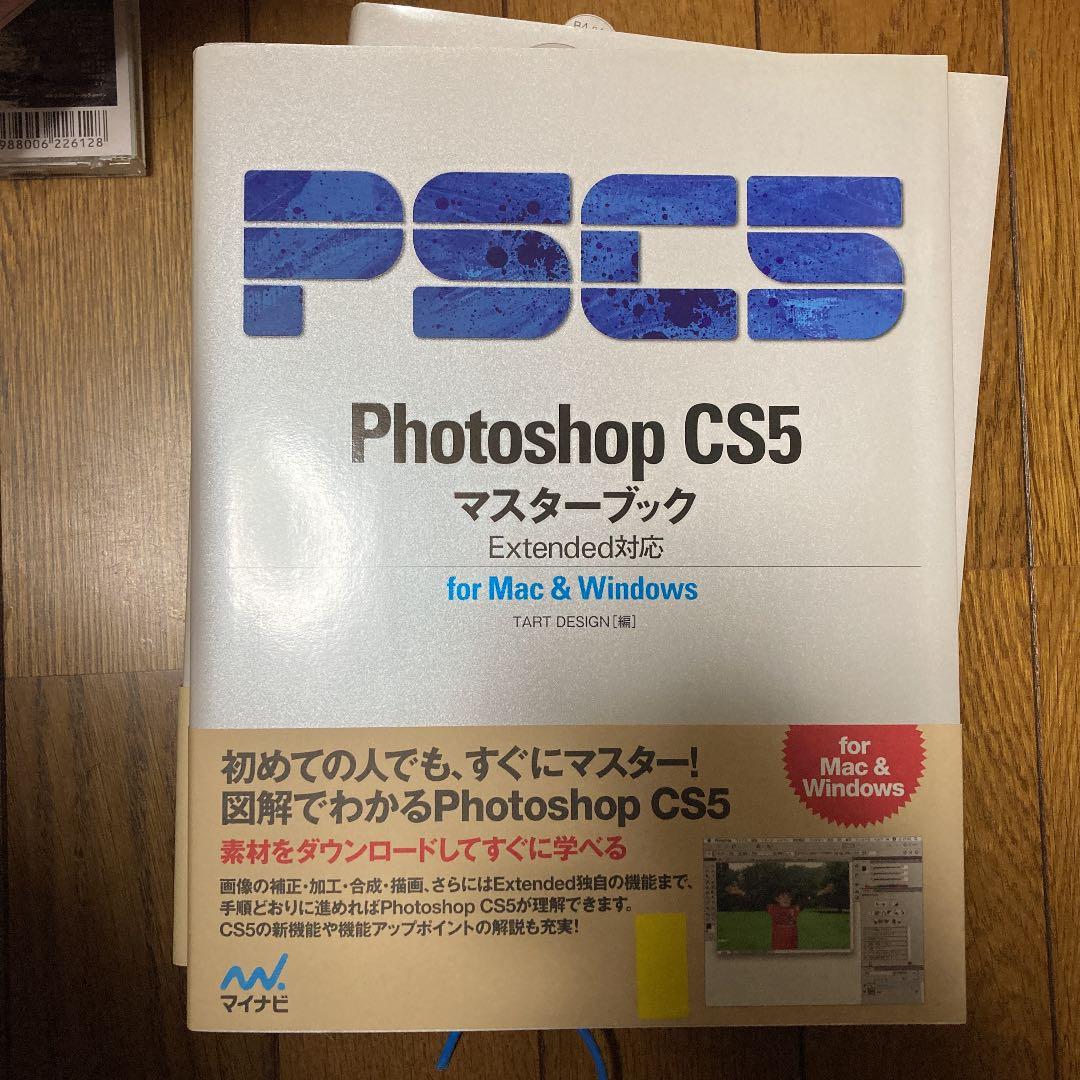 988006 226128
PSCS
Photoshop CS5
マスターブック
Extended対応
for Mac & Windows
TART DESIGN[編]
初めての人でも、すぐにマスター!
図解でわかるPhotoshop CS5
素材をダウンロードしてすぐに学べる
画像の補正・加工・合成・描画、さらにはExtended独自の機能まで、
手順どおりに進めればPhotoshop CS5が理解できます。
CS5の新機能や機能アップポイントの解説も充実!
for
Mac &
Windows
マイナビ